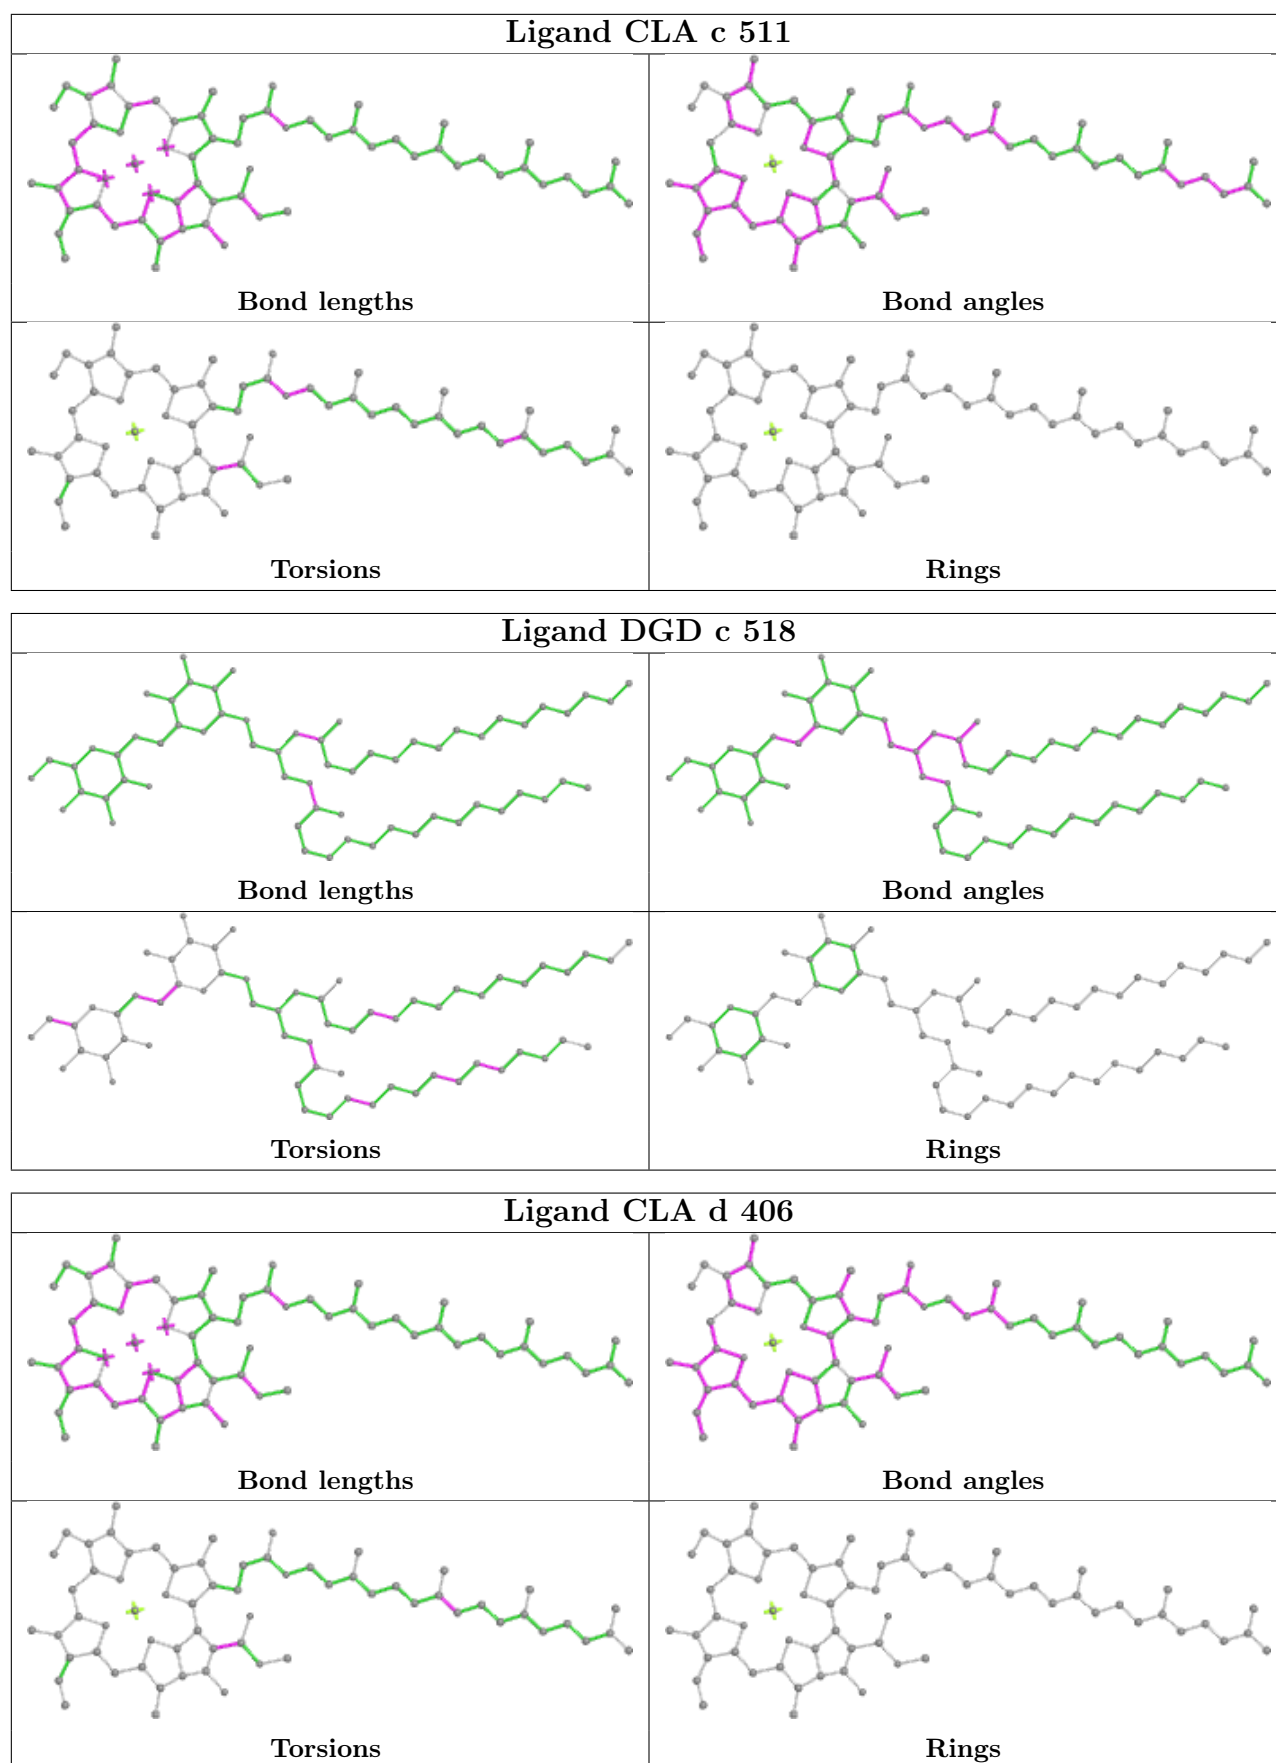 Ligand CLA c 511
Bond lengths
Bond angles
Torsions
Rings
Ligand DGD c 518
Bond lengths
Bond angles
Torsions
Rings
Ligand CLA d 406
Bond lengths
Bond angles
Torsions
Rings